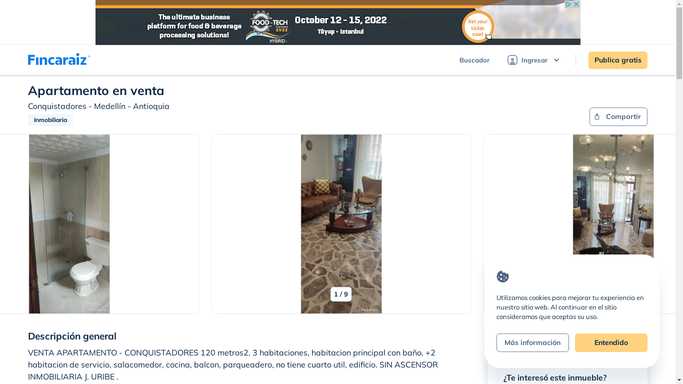 The ultimate business
platform for food & beverage
processing solutions!
FOOD-TECH
HYBRID
October 12 - 15, 2022
Tüyap - Istanbul
Get your
ticket
now!
Fincaraiz
Buscador
Ingresar
Publica gratis
Apartamento en venta
Conquistadores - Medellín - Antioquia
Inmobiliaria
Compartir
1 / 9
Utilizamos cookies para mejorar tu experiencia en
nuestro sitio web. Al continuar en el sitio
consideramos que aceptas su uso.
Más información
Entendido
Descripción general
VENTA APARTAMENTO - CONQUISTADORES 120 metros2, 3 habitaciones, habitacion principal con baño, +2
habitacion de servicio, salacomedor, cocina, balcon, parqueadero, no tiene cuarto util, edificio. SIN ASCENSOR
INMOBILIARIA J. URIBE .
¿Te interesó este inmueble?